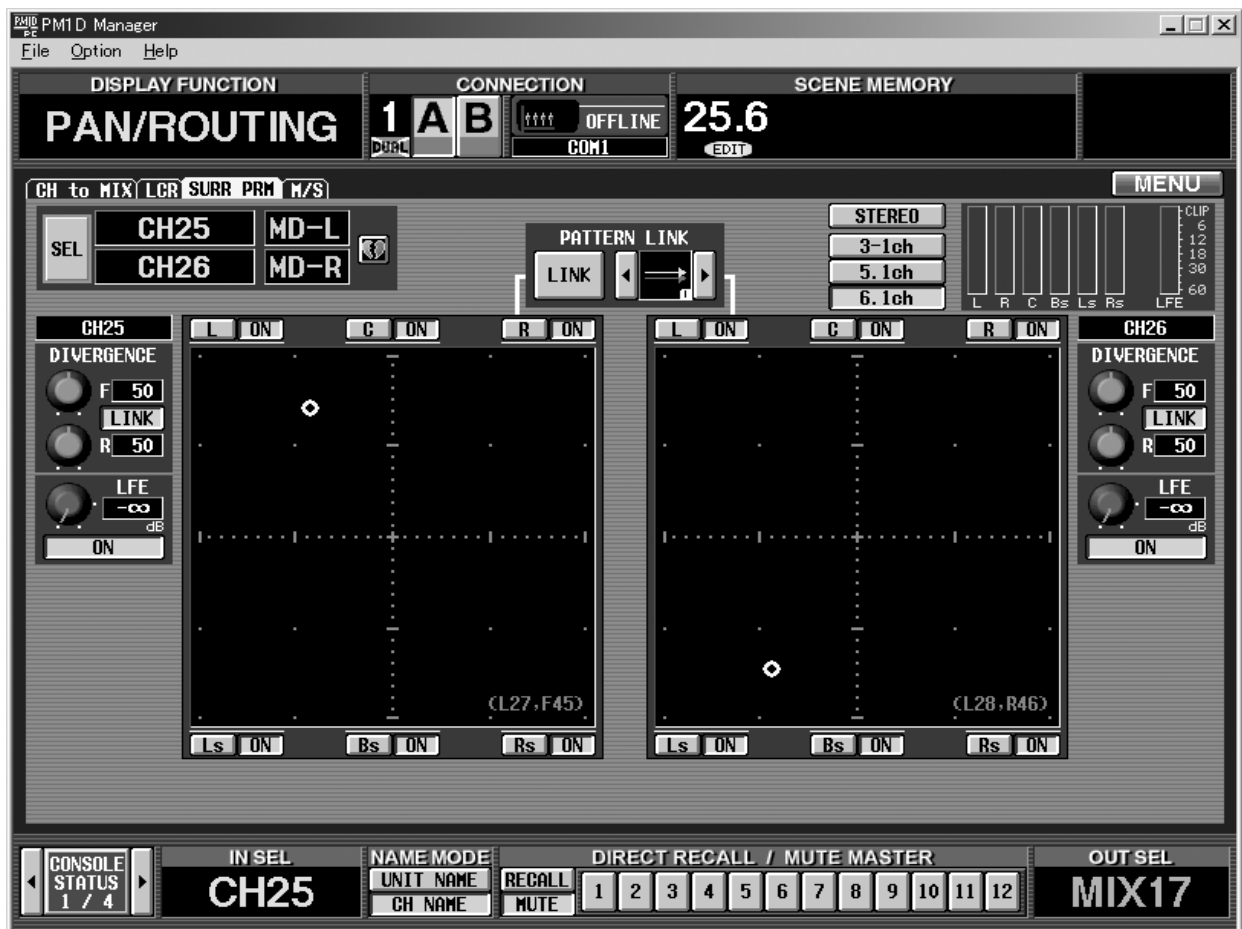 PM1D PC PM1D Manager
File Option Help
DISPLAY FUNCTION
PAN/ROUTING
CONNECTION
1 A B
DUAL
OFFLINE
COM1
SCENE MEMORY
25.6
EDIT
CH to MIX LCR SURR PRM M/S
MENU
SEL
CH25 MD-L
CH26 MD-R
PATTERN LINK
LINK
1
STEREO
3-1ch
5.1ch
6.1ch
CLIP
6
12
18
30
60
L R C Bs Ls Rs LFE
CH25
DIVERGENCE
F 50
LINK
R 50
LFE
-∞
dB
ON
L ON C ON R ON
(L27,F45)
Ls ON Bs ON Rs ON
L ON C ON R ON
(L28,R46)
Ls ON Bs ON Rs ON
CH26
DIVERGENCE
F 50
LINK
R 50
LFE
-∞
dB
ON
CONSOLE
STATUS
1 / 4
IN SEL
CH25
NAME MODE
UNIT NAME
CH NAME
DIRECT RECALL / MUTE MASTER
RECALL
MUTE
1 2 3 4 5 6 7 8 9 10 11 12
OUT SEL
MIX17